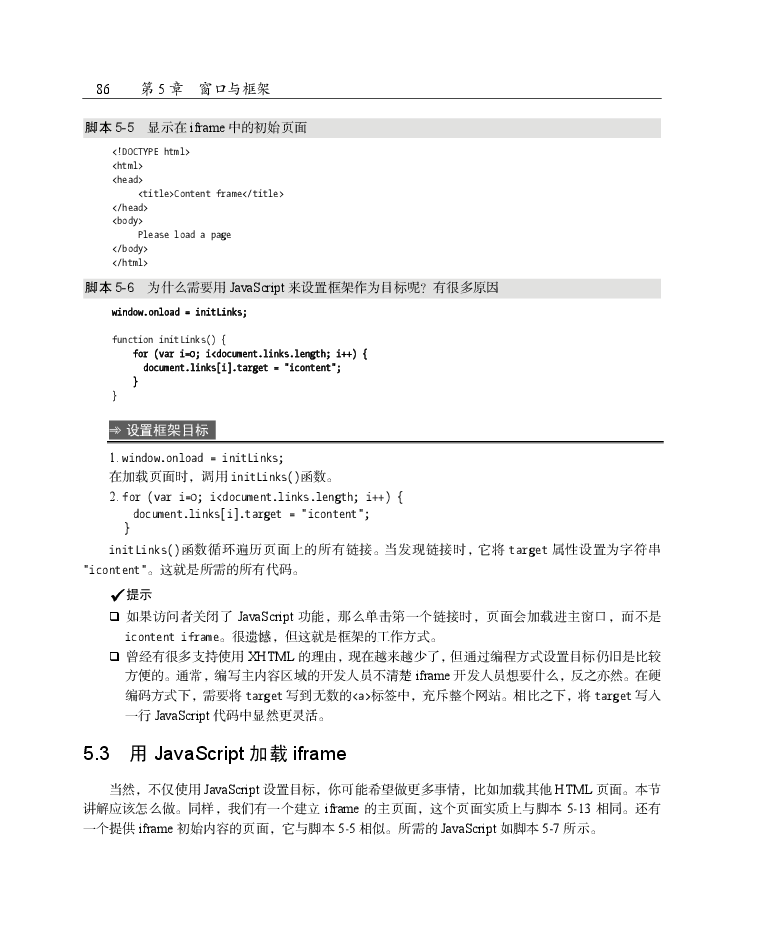 86 第 5 章 窗口与框架
脚本 5-5 显示在 iframe 中的初始页面
<!DOCTYPE html>
<html>
<head>
<title>Content frame</title>
</head>
<body>
Please load a page
</body>
</html>
脚本 5-6 为什么需要用 JavaScript 来设置框架作为目标呢？有很多原因
window.onload = initLinks;
function initLinks() {
for (var i=0; i<document.links.length; i++) {
document.links[i].target = "icontent";
}
}
设置框架目标
1. window.onload = initLinks;
在加载页面时，调用 initLinks()函数。
2. for (var i=0; i<document.links.length; i++) {
document.links[i].target = "icontent";
}
initLinks()函数循环遍历页面上的所有链接。当发现链接时，它将 target 属性设置为字符串
"icontent"。这就是所需的所有代码。
✓提示
❑ 如果访问者关闭了 JavaScript 功能，那么单击第一个链接时，页面会加载进主窗口，而不是
icontent iframe。很遗憾，但这就是框架的工作方式。
❑ 曾经有很多支持使用 XHTML 的理由，现在越来越少了，但通过编程方式设置目标仍旧是比较
方便的。通常，编写主内容区域的开发人员不清楚 iframe 开发人员想要什么，反之亦然。在硬
编码方式下，需要将 target 写到无数的<a>标签中，充斥整个网站。相比之下，将 target 写入
一行 JavaScript 代码中显然更灵活。
5.3 用 JavaScript 加载 iframe
当然，不仅使用 JavaScript 设置目标，你可能希望做更多事情，比如加载其他 HTML 页面。本节
讲解应该怎么做。同样，我们有一个建立 iframe 的主页面，这个页面实质上与脚本 5-13 相同。还有
一个提供 iframe 初始内容的页面，它与脚本 5-5 相似。所需的 JavaScript 如脚本 5-7 所示。